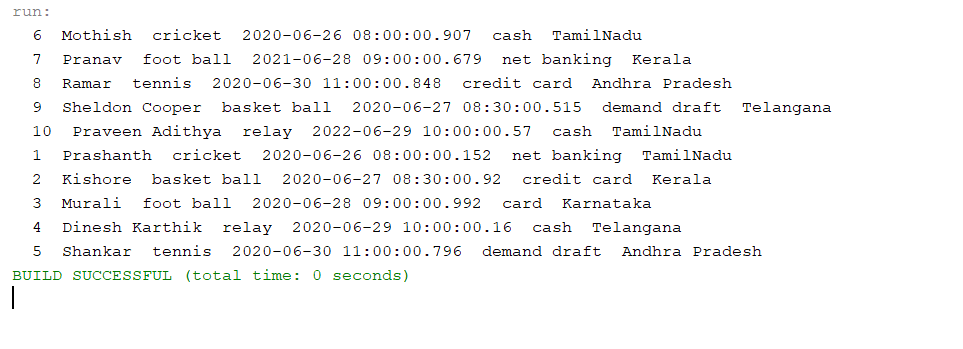 run:
6 Mothish cricket 2020-06-26 08:00:00.907 cash TamilNadu
7 Pranav foot ball 2021-06-28 09:00:00.679 net banking Kerala
8 Ramar tennis 2020-06-30 11:00:00.848 credit card Andhra Pradesh
9 Sheldon Cooper basket ball 2020-06-27 08:30:00.515 demand draft Telangana
10 Praveen Adithya relay 2022-06-29 10:00:00.57 cash TamilNadu
1 Prashanth cricket 2020-06-26 08:00:00.152 net banking TamilNadu
2 Kishore basket ball 2020-06-27 08:30:00.92 credit card Kerala
3 Murali foot ball 2020-06-28 09:00:00.992 card Karnataka
4 Dinesh Karthik relay 2020-06-29 10:00:00.16 cash Telangana
5 Shankar tennis 2020-06-30 11:00:00.796 demand draft Andhra Pradesh
BUILD SUCCESSFUL (total time: 0 seconds)